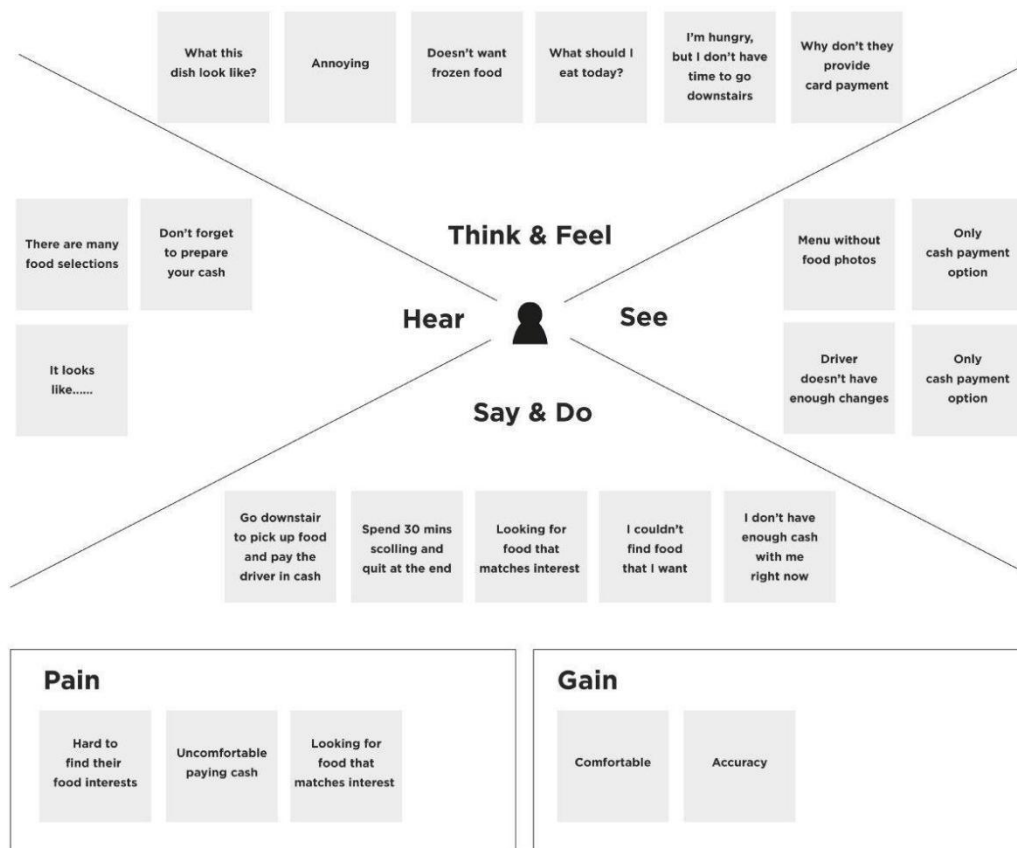 What this
dish look like?
Annoying
Doesn't want
frozen food
What should I
eat today?
I'm hungry,
but I don't have
time to go
downstairs
Why don't they
provide
card payment
Think & Feel
There are many
food selections
Don't forget
to prepare
your cash
It looks
like......
Hear
See
Menu without
food photos
Only
cash payment
option
Driver
doesn't have
enough changes
Only
cash payment
option
Say & Do
Go downstair
to pick up food
and pay the
driver in cash
Spend 30 mins
scolling and
quit at the end
Looking for
food that
matches interest
I couldn't
find food
that I want
I don't have
enough cash
with me
right now
Pain
Hard to
find their
food interests
Uncomfortable
paying cash
Looking for
food that
matches interest
Gain
Comfortable
Accuracy